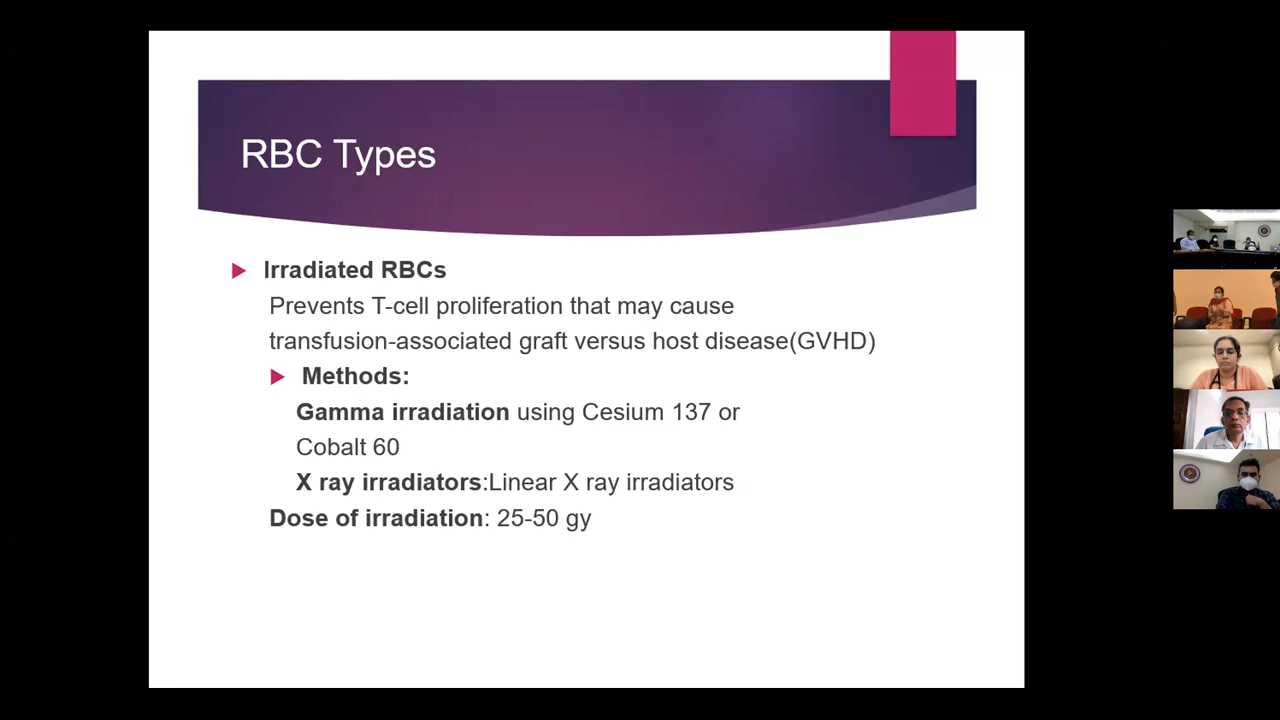 RBC Types
Irradiated RBCs
Prevents T-cell proliferation that may cause
transfusion-associated graft versus host disease(GVHD)
Methods:
Gamma irradiation using Cesium 137 or
Cobalt 60
X ray irradiators:Linear X ray irradiators
Dose of irradiation: 25-50 gy